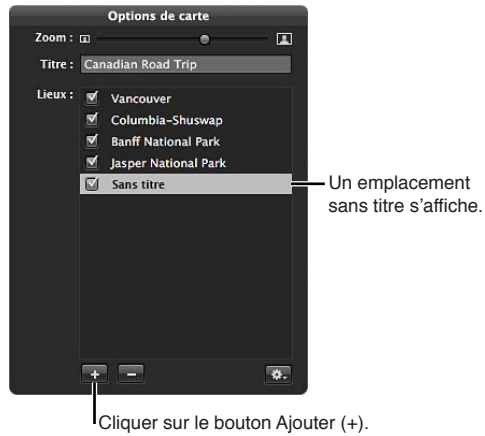 Options de carte
Zoom :
Titre : Canadian Road Trip
Lieux :
Vancouver
Columbia-Shuswap
Banff National Park
Jasper National Park
Sans titre
Un emplacement
sans titre s’affiche.
Cliquer sur le bouton Ajouter (+).